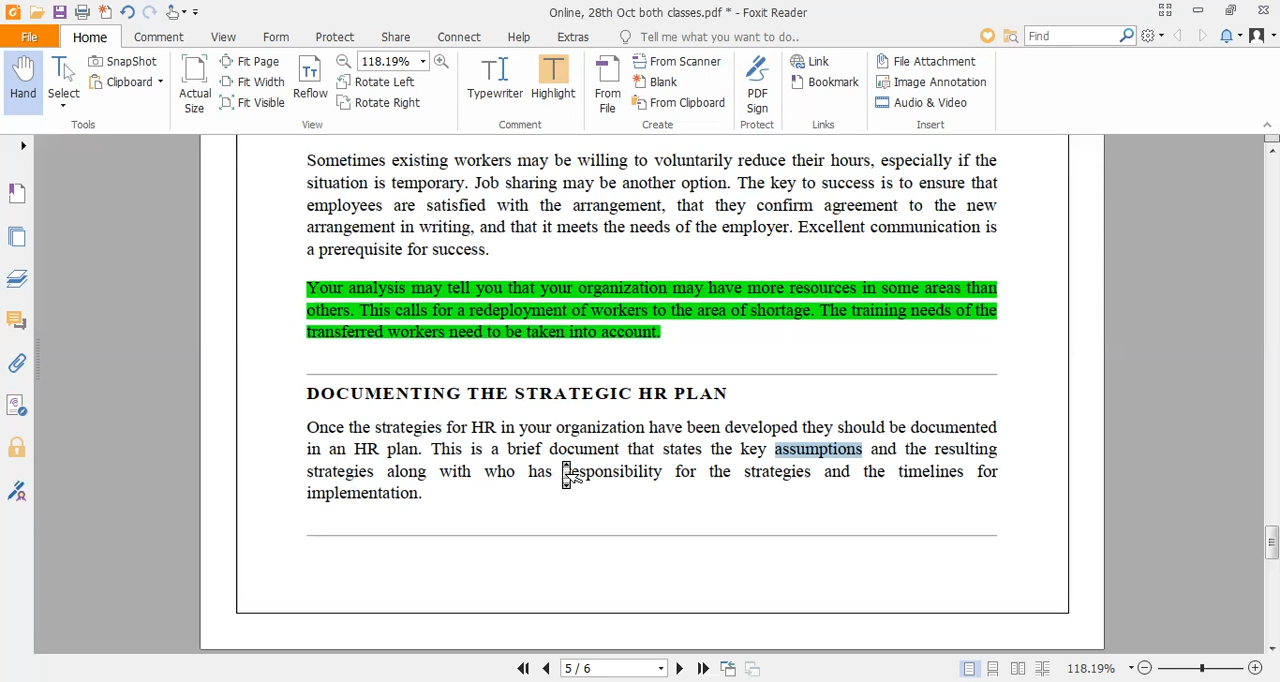 Online, 28th Oct both classes.pdf * - Foxit Reader
File Home Comment View Form Protect Share Connect Help Extras Tell me what you want to do.. Find
Hand
Select
SnapShot
Clipboard
Tools
Actual Size
Fit Page
Fit Width
Fit Visible
Reflow
118.19%
Rotate Left
Rotate Right
View
Typewriter
Highlight
Comment
From File
From Scanner
Blank
From Clipboard
Create
PDF Sign
Protect
Link
Bookmark
Links
File Attachment
Image Annotation
Audio & Video
Insert
Sometimes existing workers may be willing to voluntarily reduce their hours, especially if the
situation is temporary. Job sharing may be another option. The key to success is to ensure that
employees are satisfied with the arrangement, that they confirm agreement to the new
arrangement in writing, and that it meets the needs of the employer. Excellent communication is
a prerequisite for success.
Your analysis may tell you that your organization may have more resources in some areas than
others. This calls for a redeployment of workers to the area of shortage. The training needs of the
transferred workers need to be taken into account.
DOCUMENTING THE STRATEGIC HR PLAN
Once the strategies for HR in your organization have been developed they should be documented
in an HR plan. This is a brief document that states the key assumptions and the resulting
strategies along with who has responsibility for the strategies and the timelines for
implementation.
5 / 6
118.19%